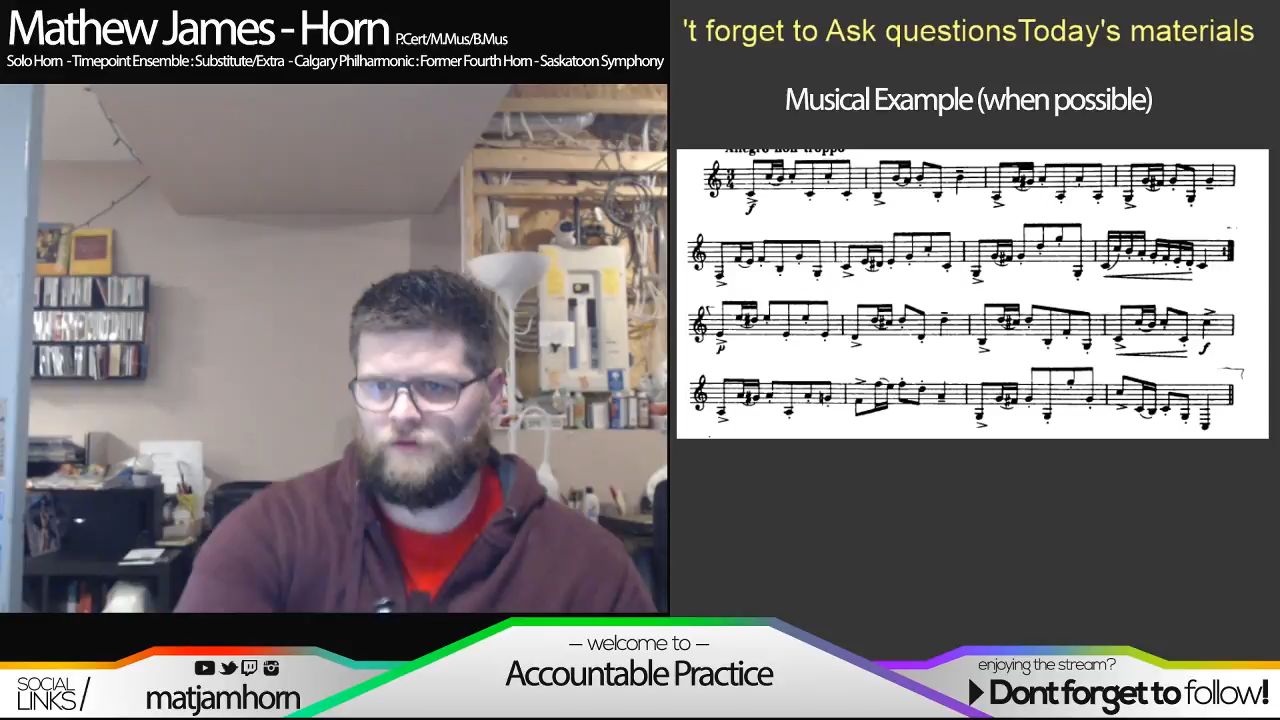 Mathew James - Horn P.Cert/M.Mus/B.Mus
Solo Horn - Timepoint Ensemble : Substitute/Extra - Calgary Philharmonic : Former Fourth Horn - Saskatoon Symphony
't forget to Ask questionsToday's materials
Musical Example (when possible)
Allegro non troppo
f
p
f
SOCIAL
LINKS /
matjamhorn
– welcome to –
Accountable Practice
enjoying the stream?
Dont forget to follow!